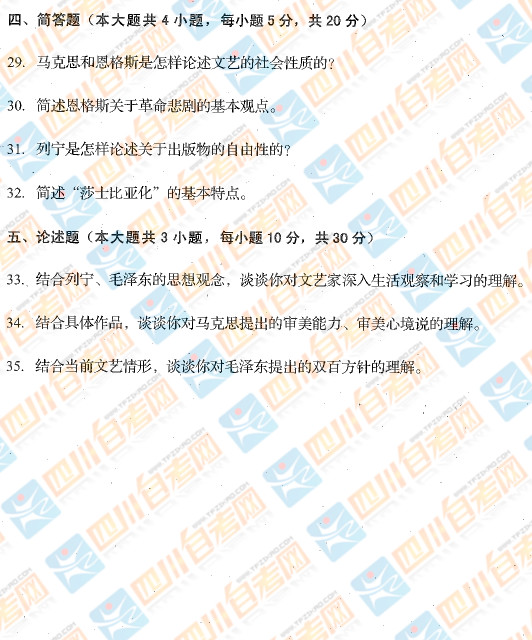 四、简答题（本大题共 4 小题，每小题 5 分，共 20 分）
29. 马克思和恩格斯是怎样论述文艺的社会性质的?
30. 简述恩格斯关于革命悲剧的基本观点。
31. 列宁是怎样论述关于出版物的自由性的?
32. 简述“莎士比亚化”的基本特点。
五、论述题（本大题共 3 小题，每小题 10 分，共 30 分）
33. 结合列宁、毛泽东的思想观念，谈谈你对文艺家深入生活观察和学习的理解。
34. 结合具体作品，谈谈你对马克思提出的审美能力、审美心境说的理解。
35. 结合当前文艺情形，谈谈你对毛泽东提出的双百方针的理解。
四川自考网